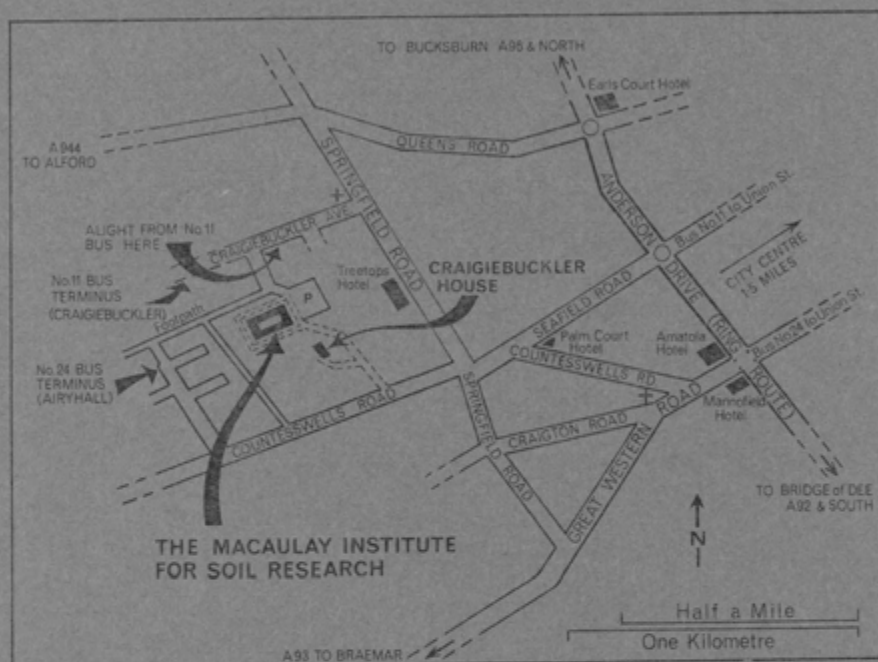 TO BUCKSBURN A96 & NORTH
Earls Court Hotel
A944
TO ALFORD
QUEENS ROAD
SPRINGFIELD ROAD
ANDERSON DRIVE (RING ROUTE)
Bus No.11 to Union St.
ALIGHT FROM No.11
BUS HERE
CRAIGIEBUCKLER AVE.
CITY CENTRE
1·5 MILES
No.11 BUS
TERMINUS
(CRAIGIEBUCKLER)
Footpath
P
Treetops
Hotel
CRAIGIEBUCKLER
HOUSE
SEAFIELD ROAD
Palm Court
Hotel
Amatola
Hotel
Bus No24 to Union St.
No.24 BUS
TERMINUS
(AIRYHALL)
COUNTESSWELLS RD.
Mannofield
Hotel
COUNTESSWELLS ROAD
SPRINGFIELD ROAD
CRAIGTON ROAD
GREAT WESTERN ROAD
TO BRIDGE of DEE
A92 & SOUTH
N
THE MACAULAY INSTITUTE
FOR SOIL RESEARCH
Half a Mile
One Kilometre
A93 TO BRAEMAR